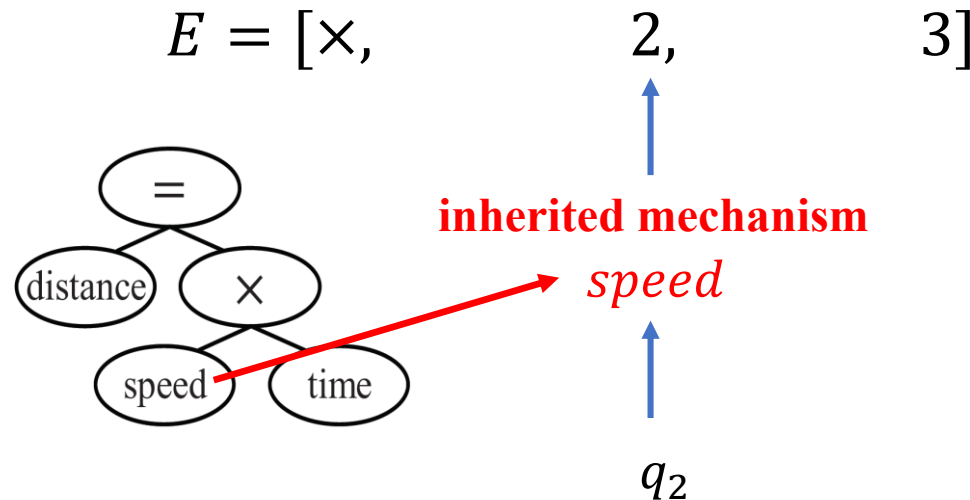 E = [×, 2, 3]
=
inherited mechanism
distance × speed
speed time
q₂